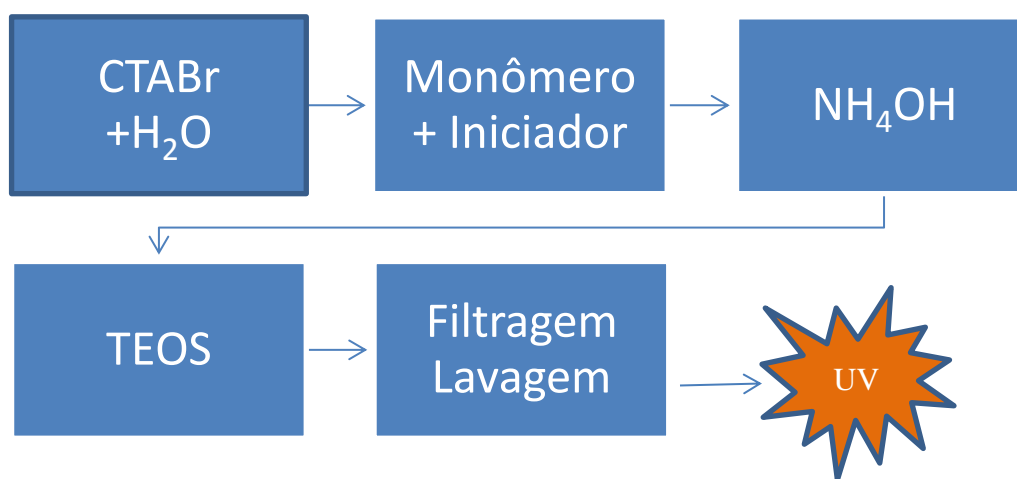 CTABr
+H₂O
Monômero
+ Iniciador
NH₄OH
TEOS
Filtragem
Lavagem
UV